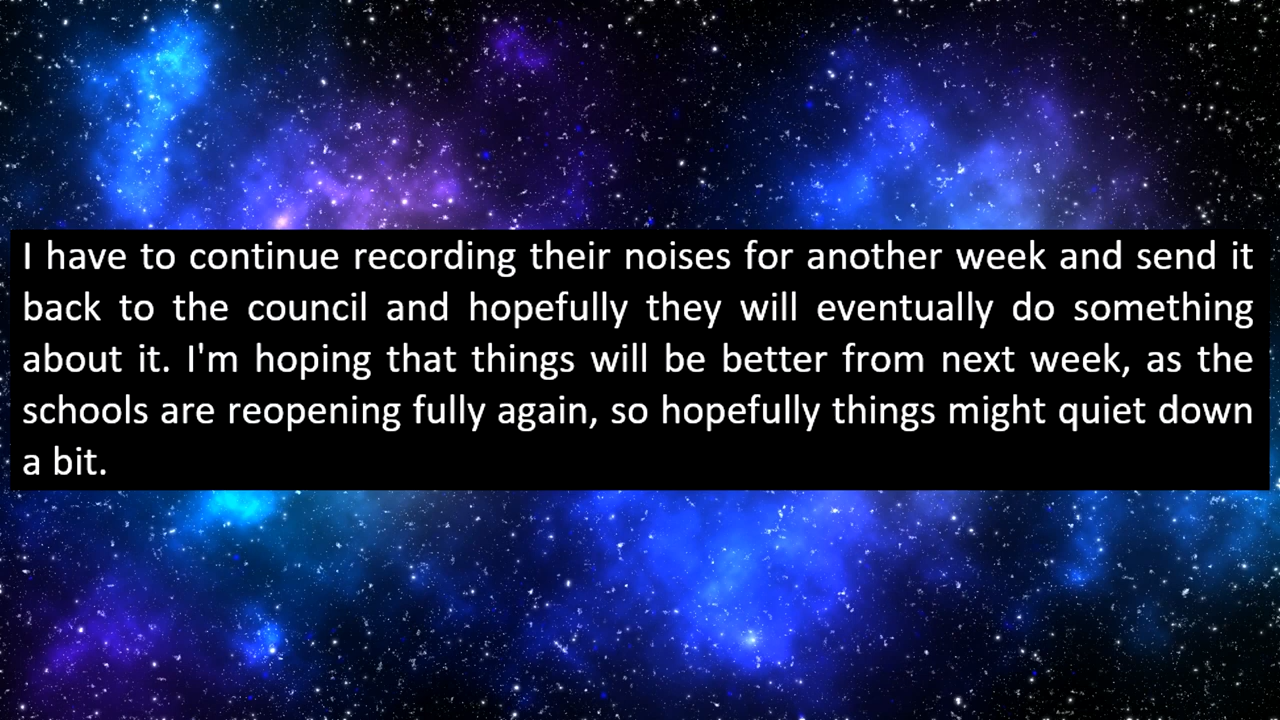 I have to continue recording their noises for another week and send it
back to the council and hopefully they will eventually do something
about it. I'm hoping that things will be better from next week, as the
schools are reopening fully again, so hopefully things might quiet down
a bit.